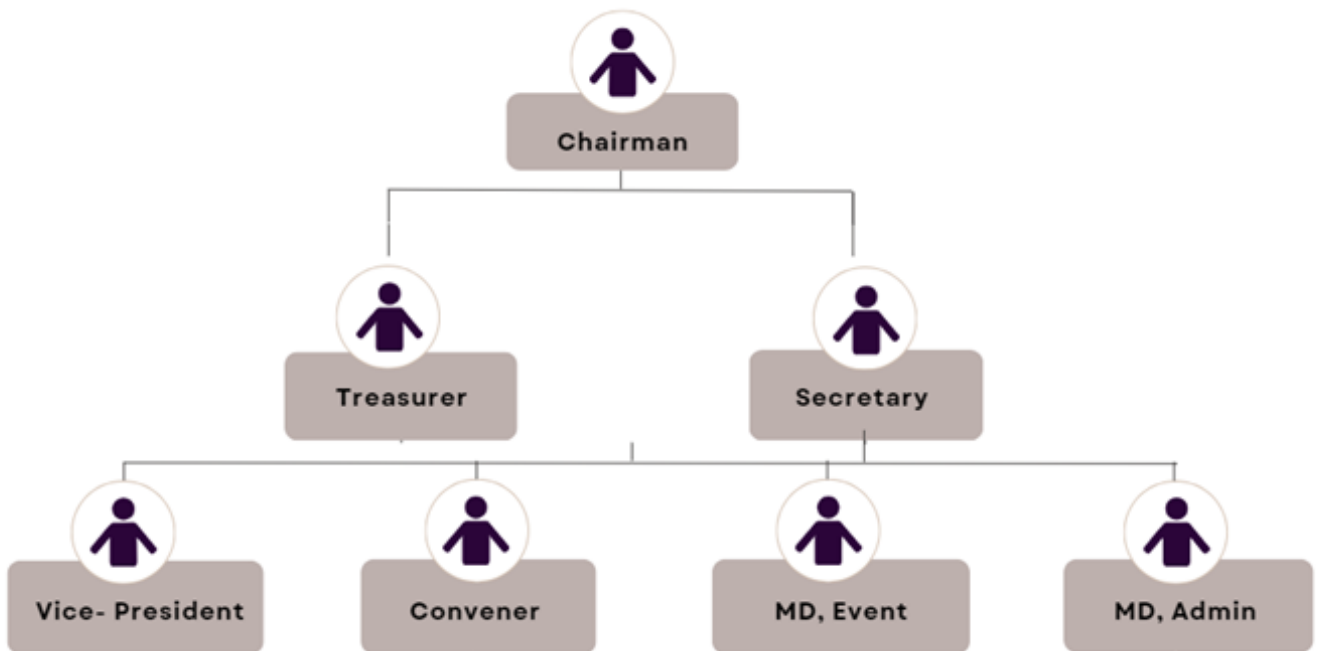 Chairman
Treasurer
Secretary
Vice- President
Convener
MD, Event
MD, Admin